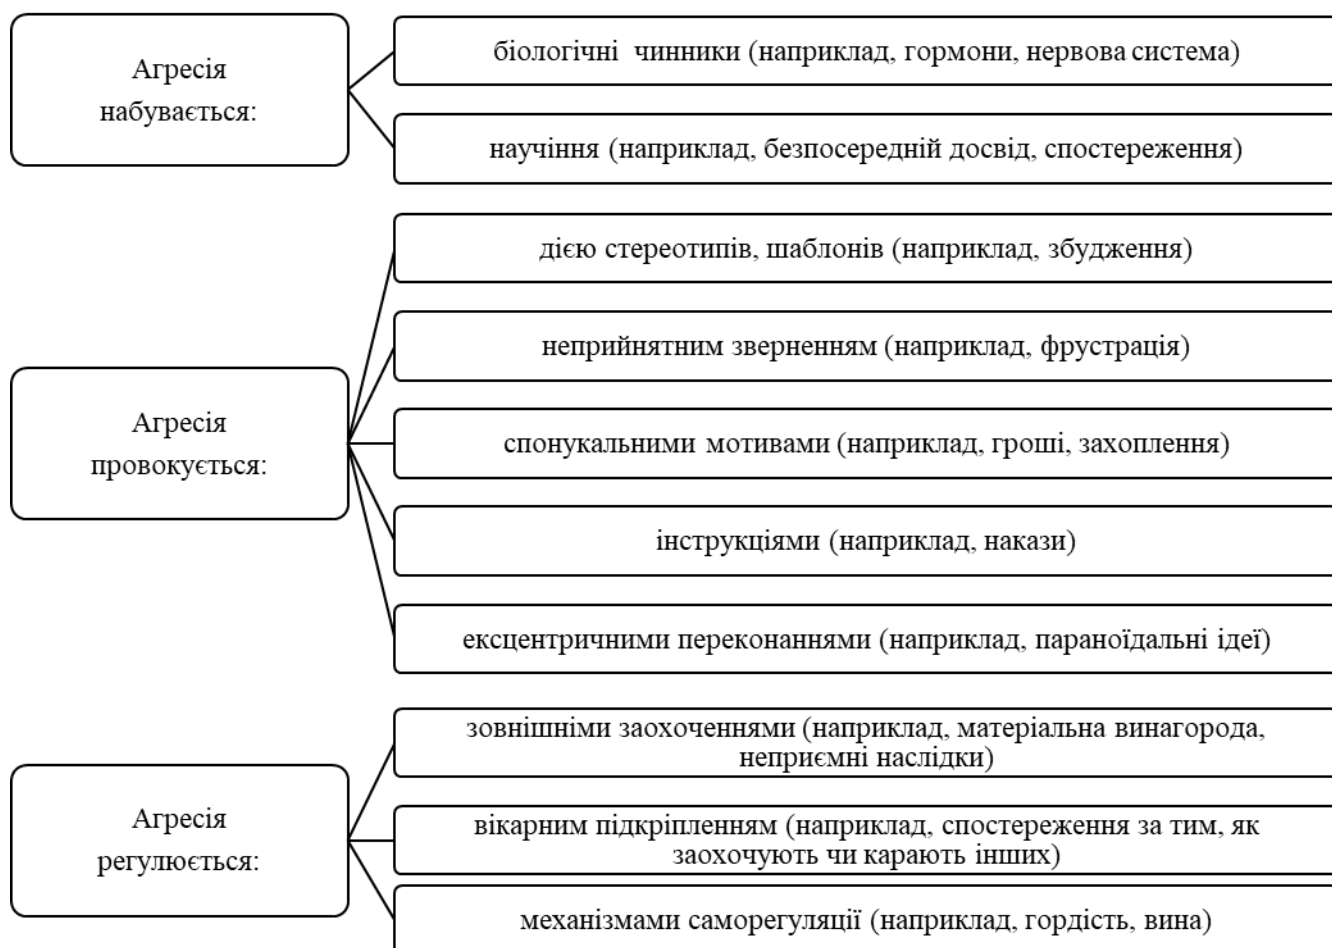 Агресія
набувається:
біологічні чинники (наприклад, гормони, нервова система)
научіння (наприклад, безпосередній досвід, спостереження)
Агресія
провокується:
дією стереотипів, шаблонів (наприклад, збудження)
неприйнятним зверненням (наприклад, фрустрація)
спонукальними мотивами (наприклад, гроші, захоплення)
інструкціями (наприклад, накази)
ексцентричними переконаннями (наприклад, параноїдальні ідеї)
Агресія
регулюється:
зовнішніми заохоченнями (наприклад, матеріальна винагорода,
неприємні наслідки)
вікарним підкріпленням (наприклад, спостереження за тим, як
заохочують чи карають інших)
механізмами саморегуляції (наприклад, гордість, вина)